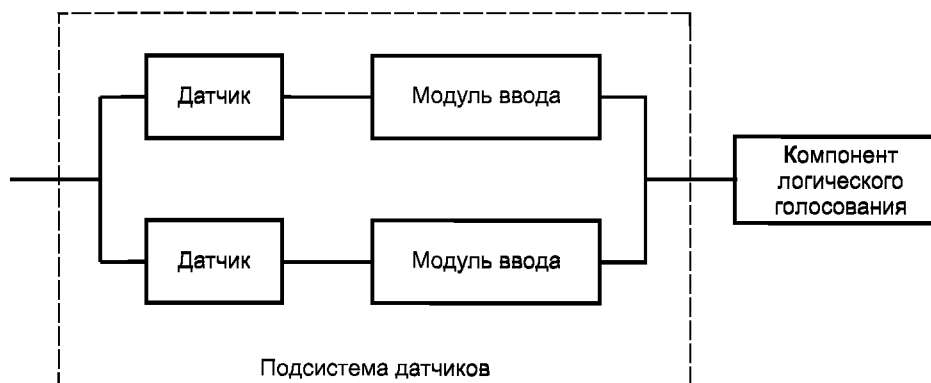 Датчик
Модуль ввода
Компонент
логического
голосования
Датчик
Модуль ввода
Подсистема датчиков